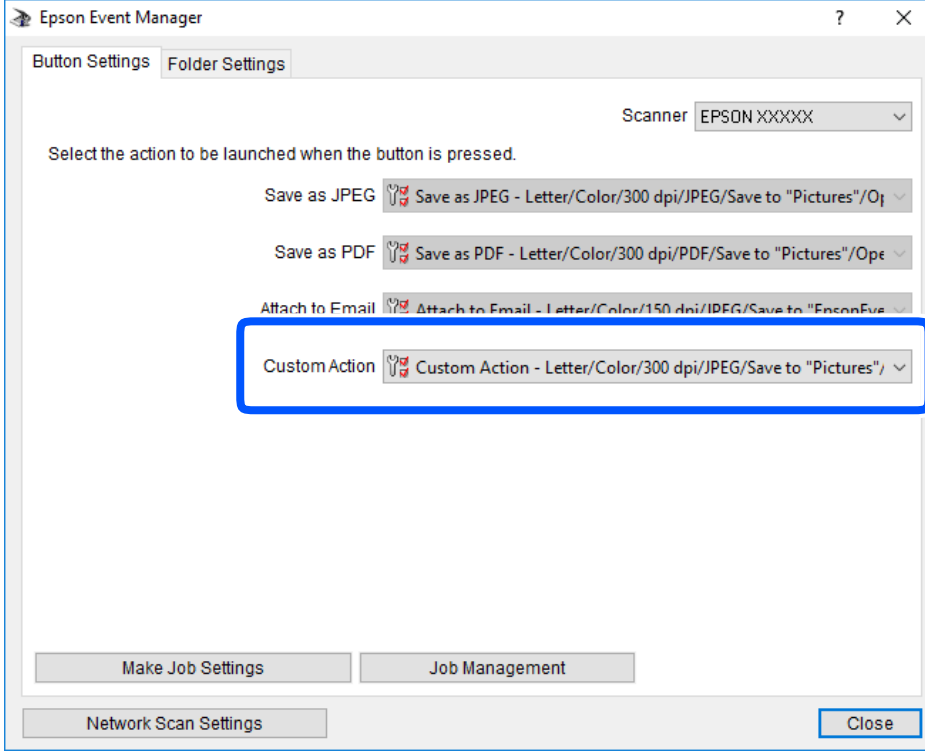 Epson Event Manager
Button Settings
Folder Settings
Scanner EPSON XXXXX
Select the action to be launched when the button is pressed.
Save as JPEG Save as JPEG - Letter/Color/300 dpi/JPEG/Save to "Pictures"/Op
Save as PDF Save as PDF - Letter/Color/300 dpi/PDF/Save to "Pictures"/Ope
Attach to Email Attach to Email - Letter/Color/150 dpi/JPEG/Save to "EpsonEve
Custom Action Custom Action - Letter/Color/300 dpi/JPEG/Save to "Pictures"/
Make Job Settings
Job Management
Network Scan Settings
Close